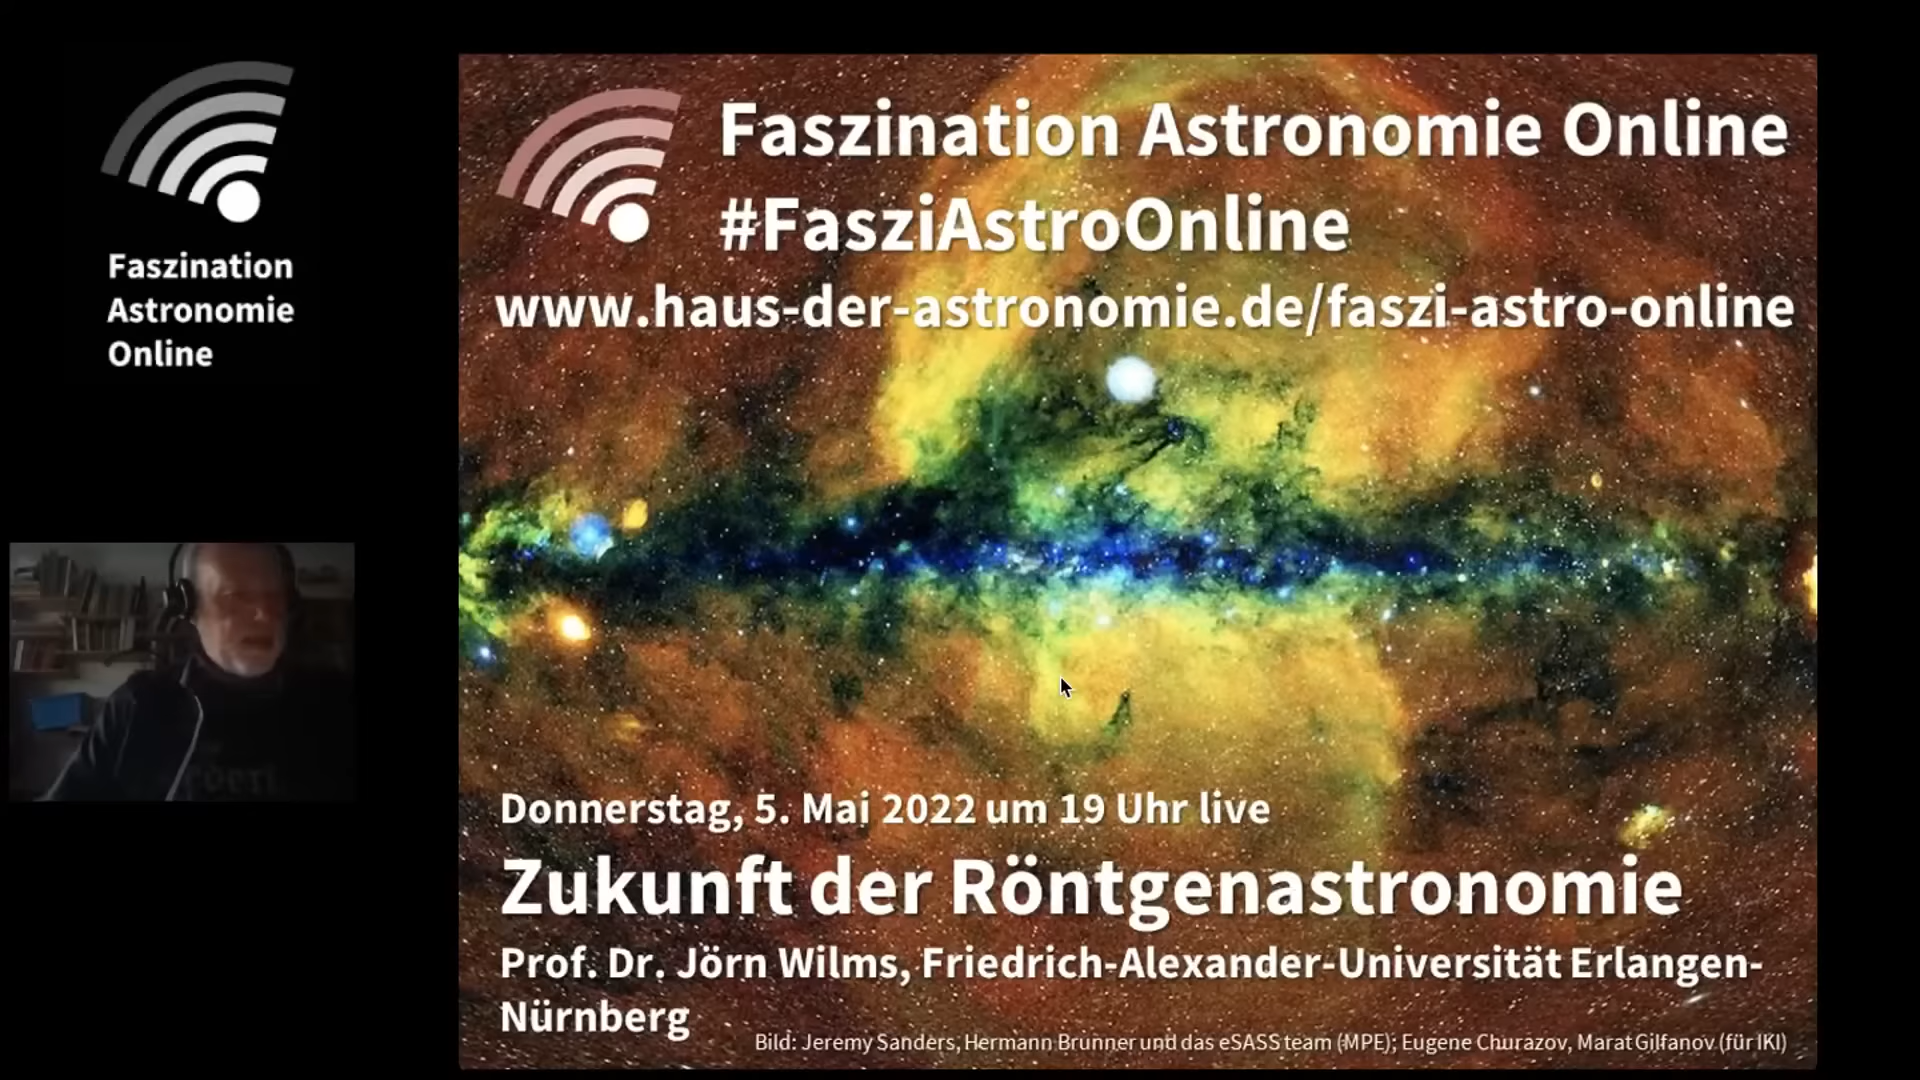 Faszination
Astronomie
Online
Faszination Astronomie Online
#FasziAstroOnline
www.haus-der-astronomie.de/faszi-astro-online
Donnerstag, 5. Mai 2022 um 19 Uhr live
Zukunft der Röntgenastronomie
Prof. Dr. Jörn Wilms, Friedrich-Alexander-Universität Erlangen-
Nürnberg
Bild: Jeremy Sanders, Hermann Brunner und das eSASS team (MPE); Eugene Churazov, Marat Gilfanov (für IKI)